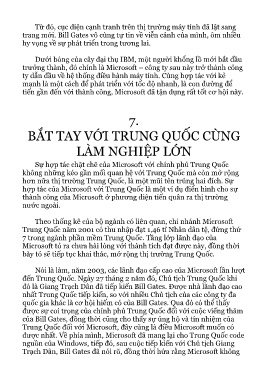 Từ đó, cục diện cạnh tranh trên thị trường máy tính đã lật sang
trang mới. Bill Gates vô cùng tự tin về viễn cảnh của mình, ôm nhiều
hy vọng về sự phát triển trong tương lai.
Dưới bóng của cây đại thụ IBM, một người khổng lồ mới bắt đầu
trưởng thành, đó chính là Microsoft – công ty sau này trở thành công
ty dẫn đầu về hệ thống điều hành máy tính. Cùng hợp tác với kẻ
mạnh là một cách để phát triển với tốc độ nhanh, là con đường để
tiến gần đến với thành công. Microsoft đã tận dụng rất tốt cơ hội này.
7.
BẮT TAY VỚI TRUNG QUỐC CÙNG
LÀM NGHIỆP LỚN
Sự hợp tác chặt chẽ của Microsoft với chính phủ Trung Quốc
không những kéo gần mối quan hệ với Trung Quốc mà còn mở rộng
hơn nữa thị trường Trung Quốc, là một mũi tên trúng hai đích. Sự
hợp tác của Microsoft với Trung Quốc là một ví dụ điển hình cho sự
thành công của Microsoft ở phương diện tiến quân ra thị trường
nước ngoài.
Theo thống kê của bộ ngành có liên quan, chi nhánh Microsoft
Trung Quốc năm 2001 có thu nhập đạt 1,46 tỉ Nhân dân tệ, đứng thứ
7 trong ngành phần mềm Trung Quốc. Tầng lớp lãnh đạo của
Microsoft tỏ ra chưa hài lòng với thành tích đạt được này, đồng thời
bày tỏ sẽ tiếp tục khai thác, mở rộng thị trường Trung Quốc.
Nói là làm, năm 2003, các lãnh đạo cấp cao của Microsoft lần lượt
đến Trung Quốc. Ngày 27 tháng 2 năm đó, Chủ tịch Trung Quốc khi
đó là Giang Trạch Dân đã tiếp kiến Bill Gates. Được nhà lãnh đạo cao
nhất Trung Quốc tiếp kiến, so với nhiều Chủ tịch của các công ty đa
quốc gia khác là cơ hội hiếm có của Bill Gates. Qua đó có thể thấy
được sự coi trọng của chính phủ Trung Quốc đối với cuộc viếng thăm
của Bill Gates, đồng thời cũng cho thấy sự ủng hộ và tín nhiệm của
Trung Quốc đối với Microsoft, đây cũng là điều Microsoft muốn có
được nhất. Về phía mình, Microsoft đã mang lại cho Trung Quốc code
nguồn của Windows, tiếp đó, sau cuộc tiếp kiến với Chủ tịch Giang
Trạch Dân, Bill Gates đã nói rõ, đồng thời hứa rằng Microsoft không